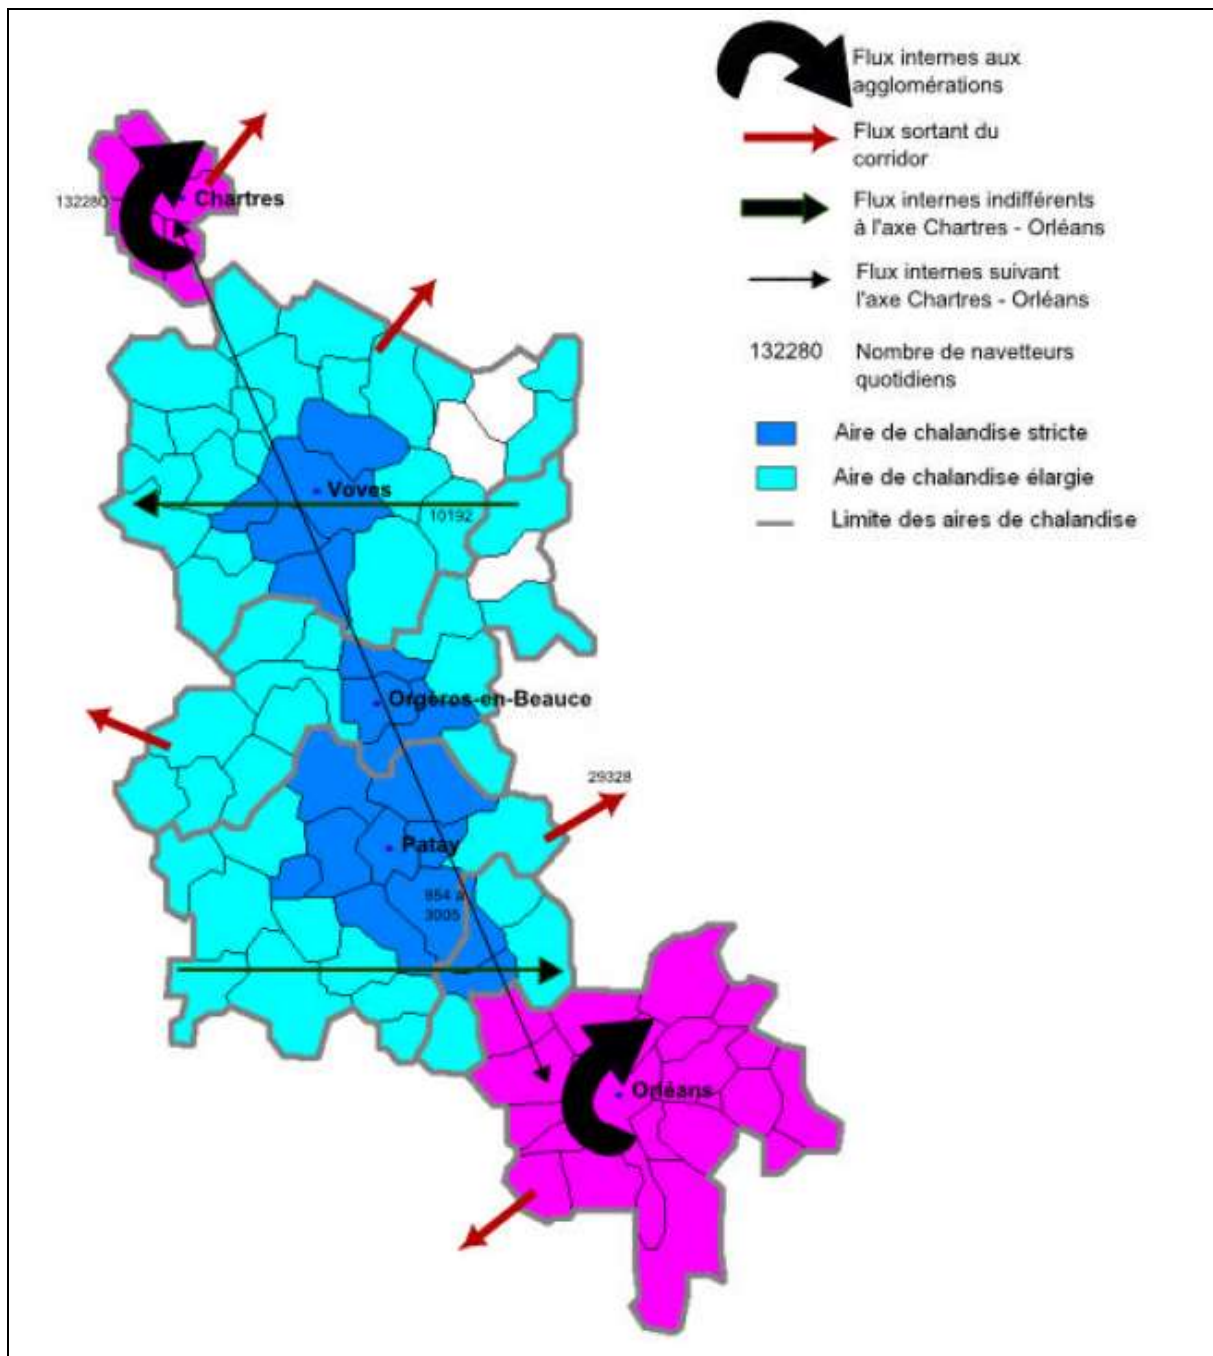 Flux internes aux
agglomérations
Flux sortant du
corridor
Flux internes indifférents
à l'axe Chartres - Orléans
Flux internes suivant
l'axe Chartres - Orléans
132280 Nombre de navetteurs
quotidiens
Aire de chalandise stricte
Aire de chalandise élargie
Limite des aires de chalandise
132280
Chartres
Voves
10192
Orgères-en-Beauce
29328
Patay
954 à
3005
Orléans